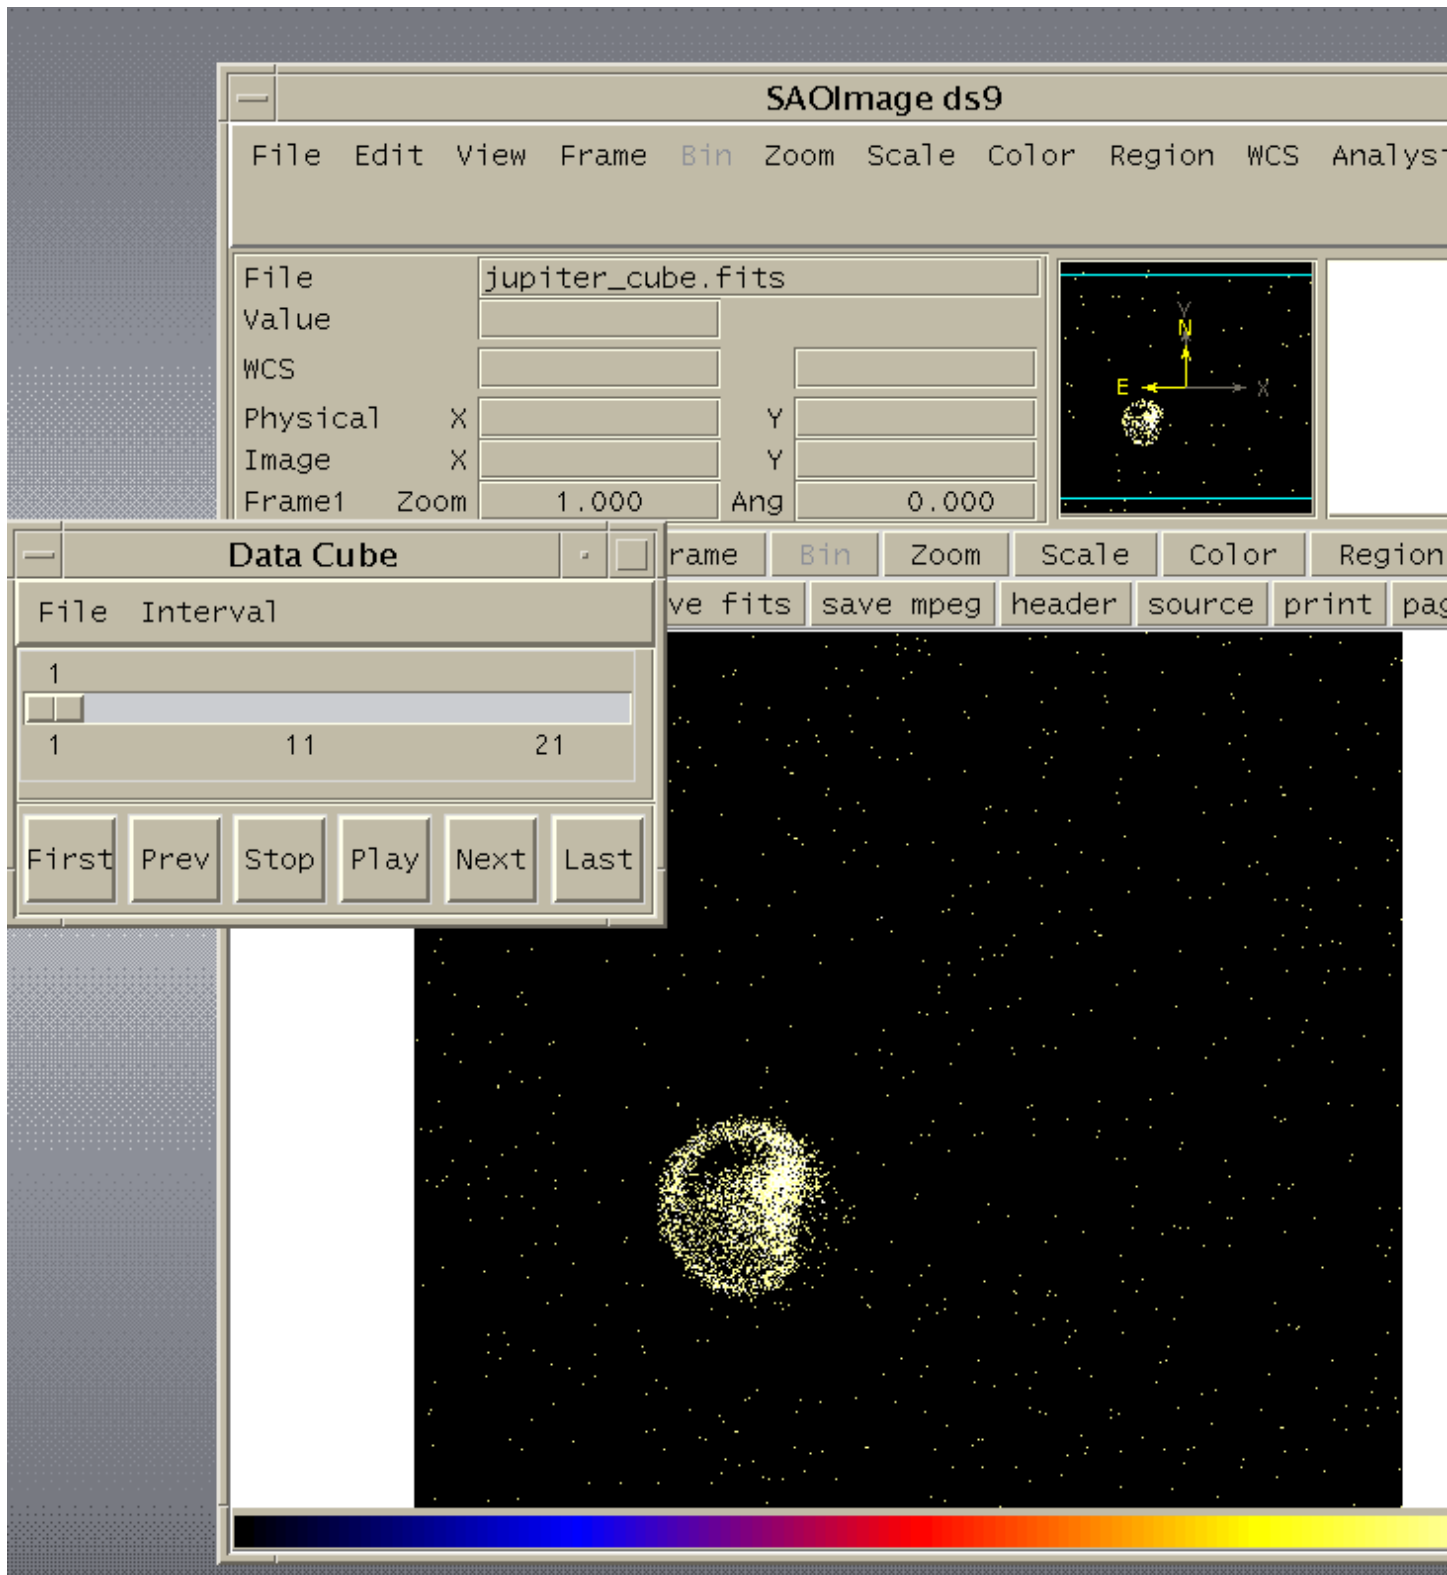 SAOImage ds9
File Edit View Frame Bin Zoom Scale Color Region WCS Analysi
File jupiter_cube.fits
Value
WCS
Physical X Y
Image X Y
Frame1 Zoom 1.000 Ang 0.000
Y
N
E X
rame Bin Zoom Scale Color Region
ve fits save mpeg header source print pag
Data Cube
File Interval
1
1 11 21
First Prev Stop Play Next Last